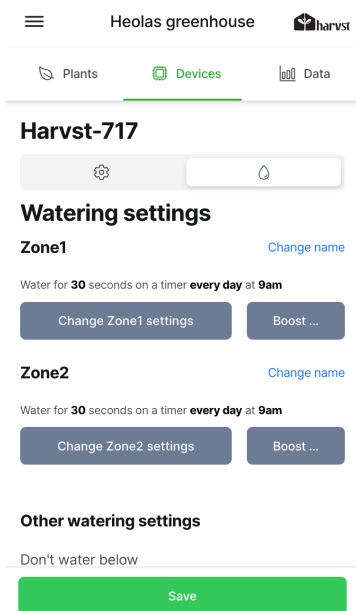 Heolas greenhouse
harvst
Plants
Devices
Data
Harvst-717
Watering settings
Zone1
Change name
Water for 30 seconds on a timer every day at 9am
Change Zone1 settings
Boost ...
Zone2
Change name
Water for 30 seconds on a timer every day at 9am
Change Zone2 settings
Boost ...
Other watering settings
Don't water below
Save